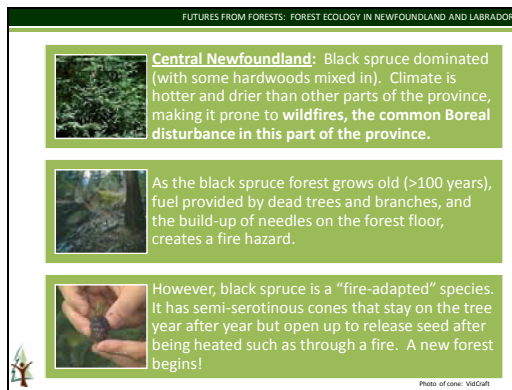 FUTURES FROM FORESTS: FOREST ECOLOGY IN NEWFOUNDLAND AND LABRADOR
Central Newfoundland: Black spruce dominated
(with some hardwoods mixed in). Climate is
hotter and drier than other parts of the province,
making it prone to wildfires, the common Boreal
disturbance in this part of the province.
As the black spruce forest grows old (>100 years),
fuel provided by dead trees and branches, and
the build-up of needles on the forest floor,
creates a fire hazard.
However, black spruce is a “fire-adapted” species.
It has semi-serotinous cones that stay on the tree
year after year but open up to release seed after
being heated such as through a fire. A new forest
begins!
Photo of cone: VidCraft